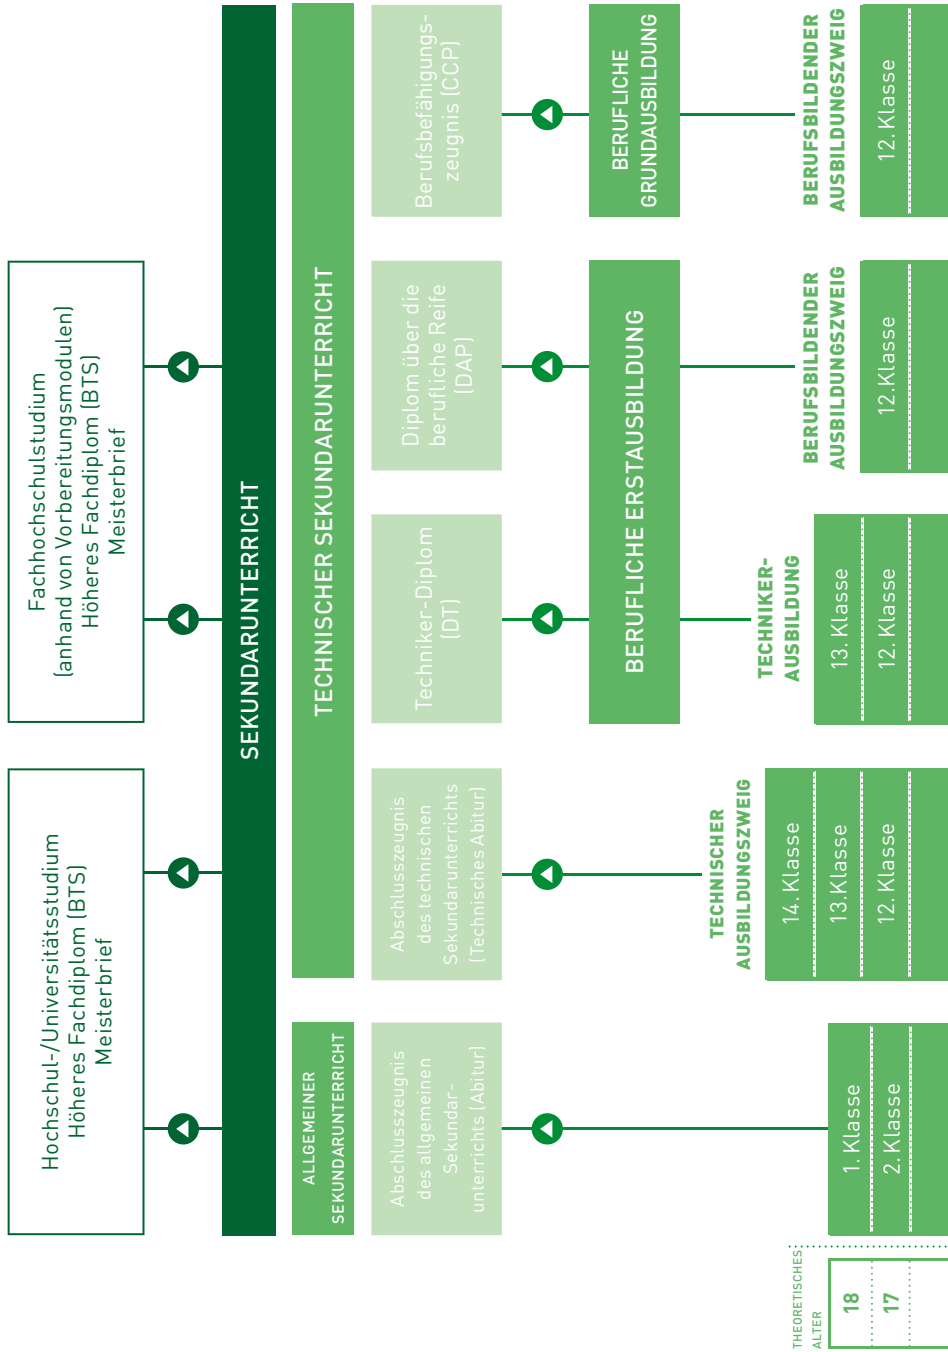 Hochschul-/Universitätsstudium
Höheres Fachdiplom (BTS)
Meisterbrief
Fachhochschulstudium
(anhand von Vorbereitungsmodulen)
Höheres Fachdiplom (BTS)
Meisterbrief
SEKUNDARUNTERRICHT
ALLGEMEINER
SEKUNDARUNTERRICHT
TECHNISCHER SEKUNDARUNTERRICHT
Abschlusszeugnis
des allgemeinen
Sekundar-
unterrichts (Abitur)
Abschlusszeugnis
des technischen
Sekundarunterrichts
(Technisches Abitur)
Techniker-Diplom
(DT)
Diplom über die
berufliche Reife
(DAP)
Berufsbefähigungs-
zeugnis (CCP)
BERUFLICHE ERSTAUSBILDUNG
BERUFLICHE
GRUNDAUSBILDUNG
TECHNISCHER
AUSBILDUNGSZWEIG
TECHNIKER-
AUSBILDUNG
BERUFSBILDENDER
AUSBILDUNGSZWEIG
BERUFSBILDENDER
AUSBILDUNGSZWEIG
THEORETISCHES
ALTER
18
17
1. Klasse
2. Klasse
14. Klasse
13.Klasse
12. Klasse
13. Klasse
12. Klasse
12.Klasse
12. Klasse